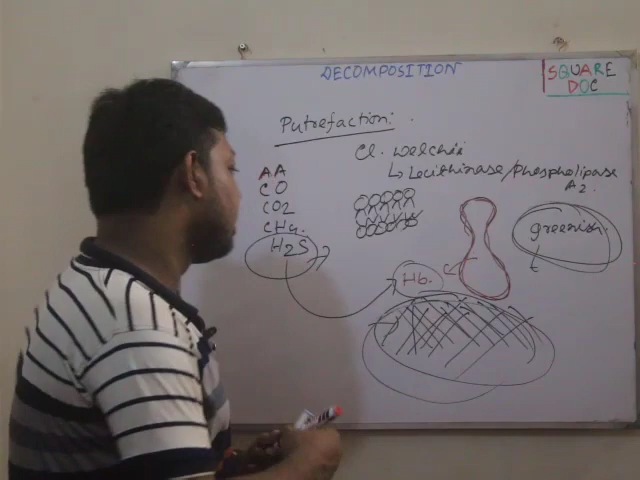 DECOMPOSITION
SQUARE
DOC
Putrefaction:
Cl. Welchii
↳ Lecithinase/phospholipase
A2.
AA
CO
CO2
CH4.
H2S
Hb.
greenish.